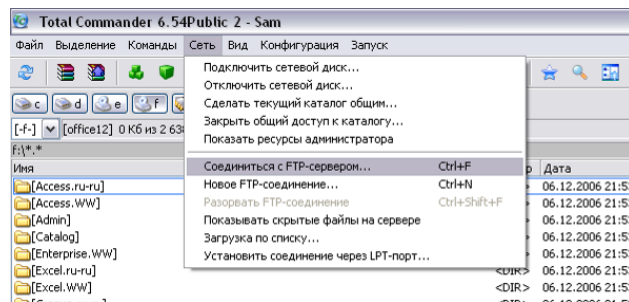 Total Commander 6.54Public 2 - Sam
Файл Выделение Команды Сеть Вид Конфигурация Запуск
Подключить сетевой диск...
Отключить сетевой диск...
Сделать текущий каталог общим...
Закрыть общий доступ к каталогу...
Показать ресурсы администратора
Соединиться с FTP-сервером... Ctrl+F
Новое FTP-соединение... Ctrl+N
Разорвать FTP-соединение Ctrl+Shift+F
Показывать скрытые файлы на сервере
Загрузка по списку...
Установить соединение через LPT-порт...
c d e f
[-f-] [office12] 0 Кб из 2 63
f:\*.*
Имя Дата
[Access.ru-ru] 06.12.2006 21:5
[Access.WW] 06.12.2006 21:5
[Admin] 06.12.2006 21:5
[Catalog] 06.12.2006 21:5
[Enterprise.WW] 06.12.2006 21:5
[Excel.ru-ru] <DIR> 06.12.2006 21:5
[Excel.WW] <DIR> 06.12.2006 21:5